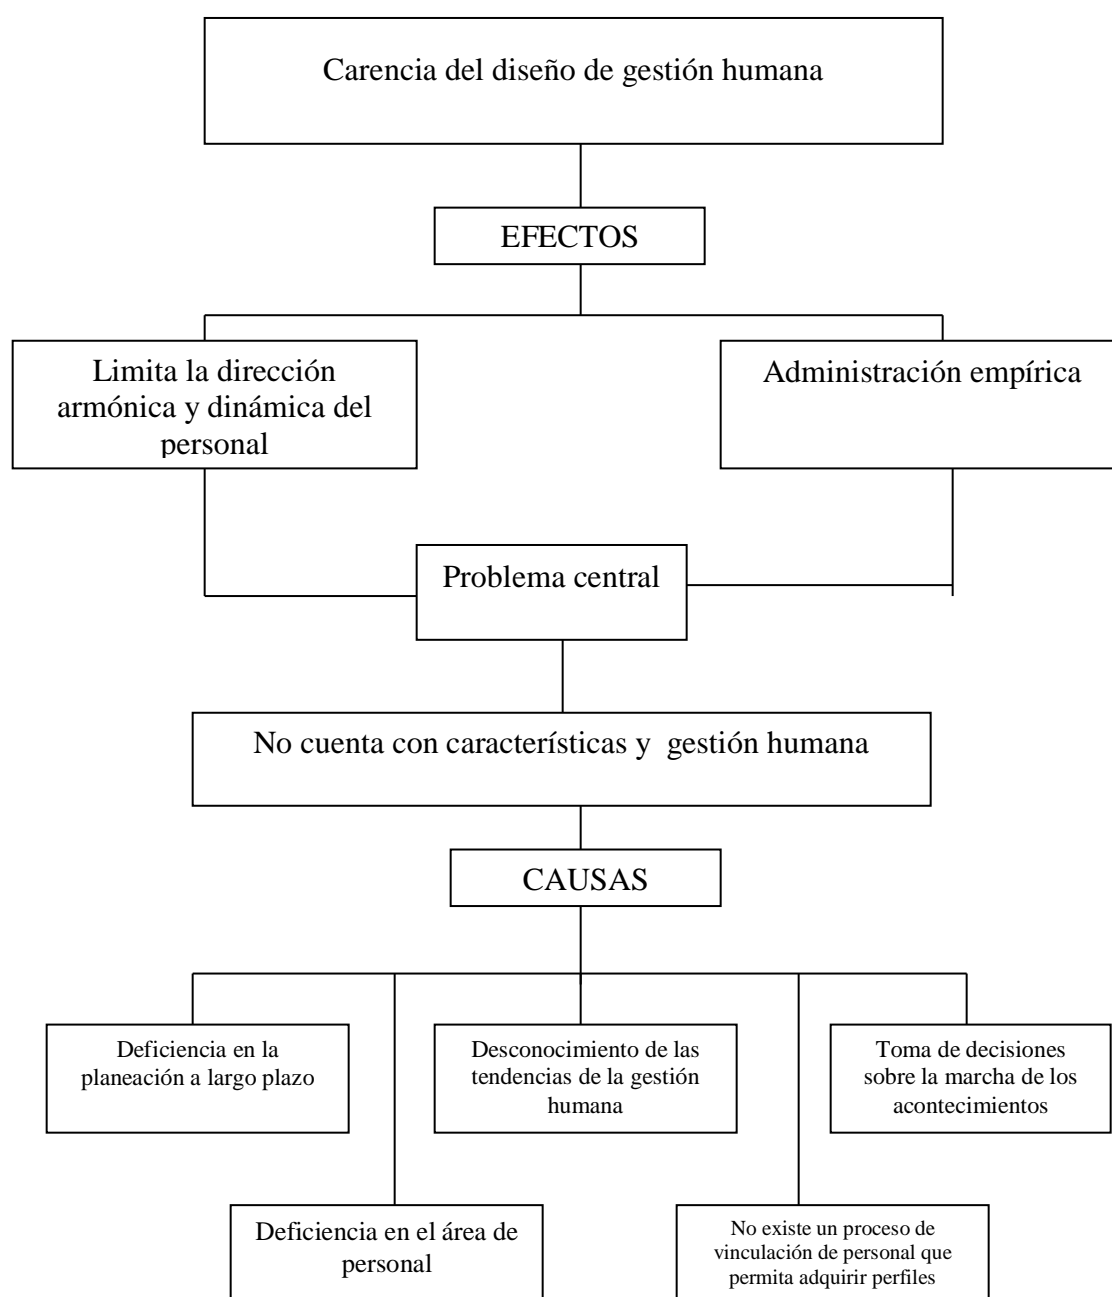 Carencia del diseño de gestión humana
EFECTOS
Limita la dirección
armónica y dinámica del
personal
Administración empírica
Problema central
No cuenta con características y  gestión humana
CAUSAS
Deficiencia en la
planeación a largo plazo
Desconocimiento de las
tendencias de la gestión
humana
Toma de decisiones
sobre la marcha de los
acontecimientos
Deficiencia en el área de
personal
No existe un proceso de
vinculación de personal que
permita adquirir perfiles